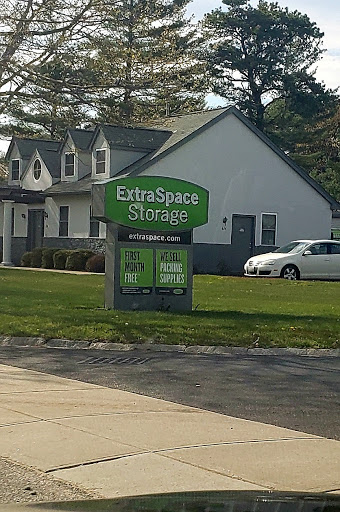 ExtraSpace
Storage
extraspace.com
FIRST
MONTH
FREE
WE SELL
PACKING
SUPPLIES